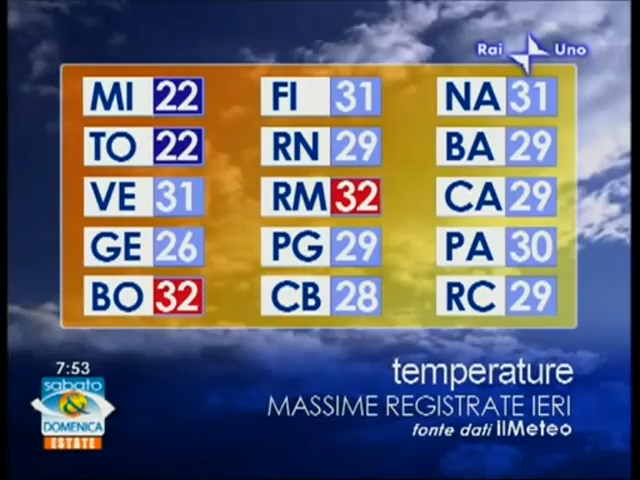 Rai Uno
MI 22 FI 31 NA 31
TO 22 RN 29 BA 29
VE 31 RM 32 CA 29
GE 26 PG 29 PA 30
BO 32 CB 28 RC 29
7:53
sabato
&
DOMENICA
ESTATE
temperature
MASSIME REGISTRATE IERI
fonte dati ilMeteo